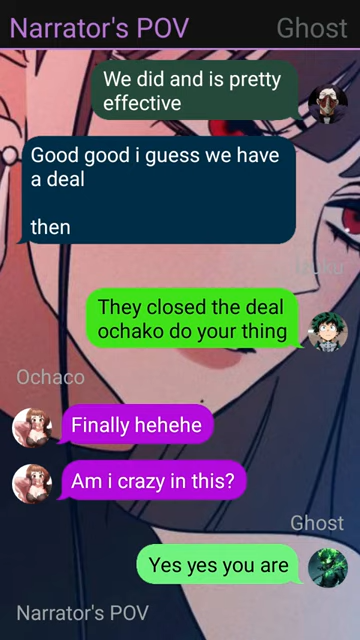 Narrator's POV
Ghost
We did and is pretty
effective
Good good i guess we have
a deal
then
Izuku
They closed the deal
ochako do your thing
Ochaco
Finally hehehe
Am i crazy in this?
Ghost
Yes yes you are
Narrator's POV